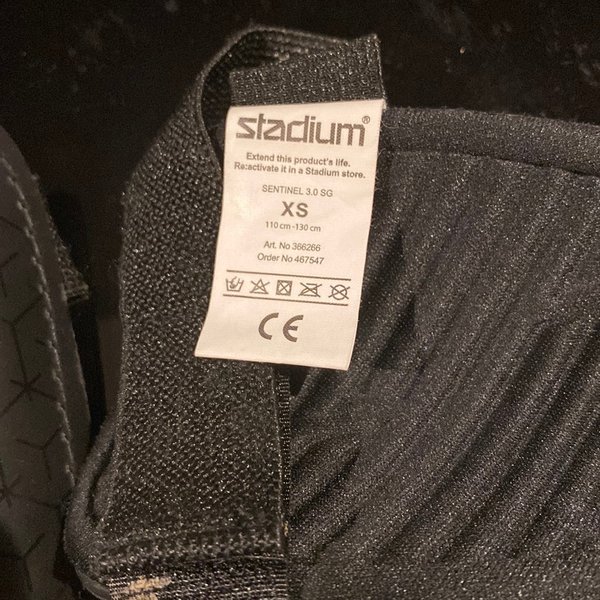 stadium®
Extend this product's life.
Re:activate it in a Stadium store.
SENTINEL 3.0 SG
XS
110 cm -130 cm
Art. No 366266
Order No 467547
CE